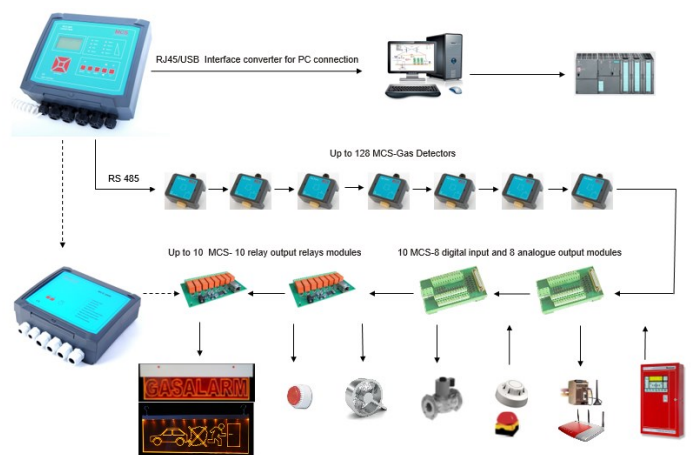 RJ45/USB Interface converter for PC connection
Up to 128 MCS-Gas Detectors
RS 485
Up to 10 MCS- 10 relay output relays modules
10 MCS-8 digital input and 8 analogue output modules
GASALARM